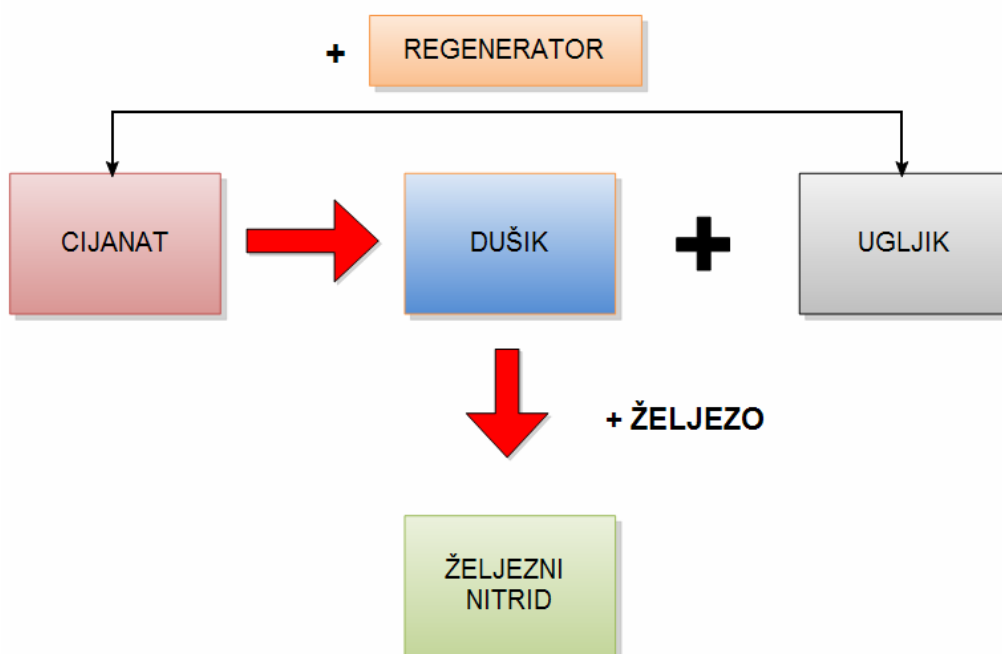 + REGENERATOR
CIJANAT
DUŠIK
+
UGLJIK
+ ŽELJEZO
ŽELJEZNI
NITRID